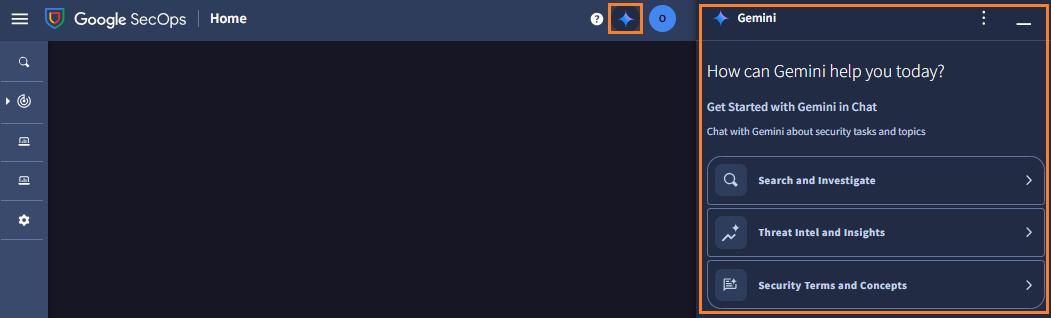 Google SecOps
Home
?
O
Gemini
How can Gemini help you today?
Get Started with Gemini in Chat
Chat with Gemini about security tasks and topics
Search and Investigate
Threat Intel and Insights
Security Terms and Concepts